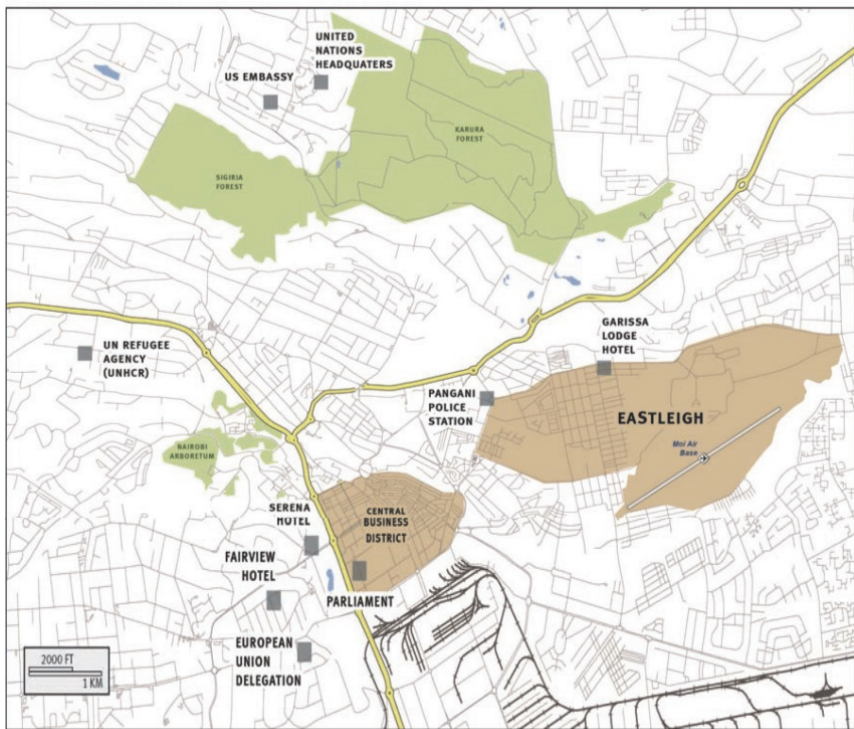 UNITED
NATIONS
HEADQUATERS
US EMBASSY
KARURA
FOREST
SIGIRIA
FOREST
UN REFUGEE
AGENCY
(UNHCR)
GARISSA
LODGE
HOTEL
PANGANI
POLICE
STATION
EASTLEIGH
Moi Air
Base
NAIROBI
ARBORETUM
SERENA
HOTEL
CENTRAL
BUSINESS
DISTRICT
FAIRVIEW
HOTEL
PARLIAMENT
EUROPEAN
UNION
DELEGATION
2000 FT
1 KM